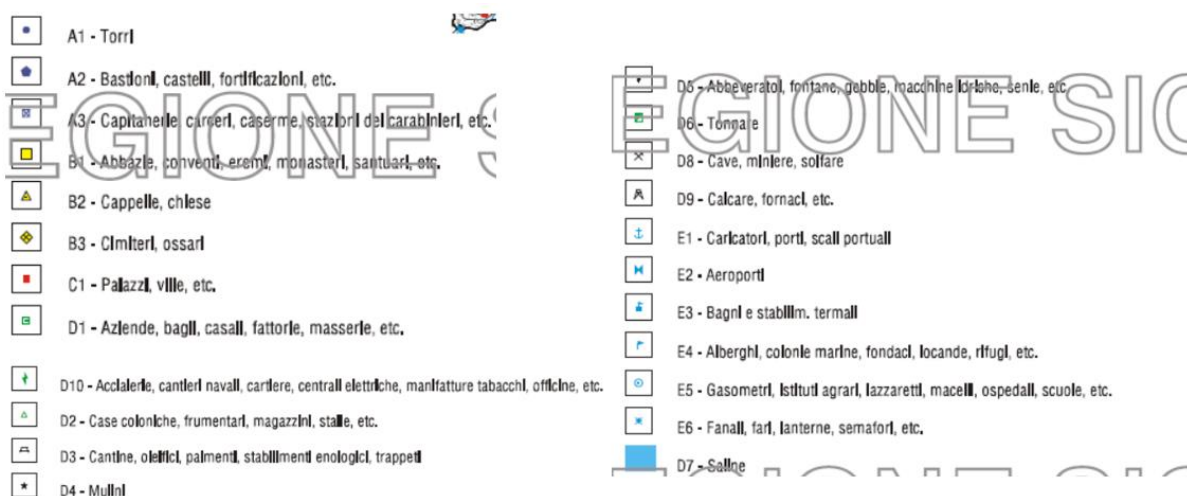 A1 - Torri
A2 - Bastioni, castelli, fortificazioni, etc.
A3 - Capitanerie, carceri, caserme, stazioni dei carabinieri, etc.
B1 - Abbazie, conventi, eremi, monasteri, santuari, etc.
B2 - Cappelle, chiese
B3 - Cimiteri, ossari
C1 - Palazzi, ville, etc.
D1 - Aziende, bagli, casali, fattorie, masserie, etc.
D10 - Acciaierie, cantieri navali, cartiere, centrali elettriche, manifatture tabacchi, officine, etc.
D2 - Case coloniche, frumentari, magazzini, stalle, etc.
D3 - Cantine, oleifici, palmenti, stabilimenti enologici, trappeti
D4 - Mulini
EGIONE
D5 - Abbeveratoi, fontane, gebbie, macchine idriche, senie, etc
D6 - Tonnare
D8 - Cave, miniere, solfare
D9 - Calcare, fornaci, etc.
E1 - Caricatori, porti, scali portuali
E2 - Aeroporti
E3 - Bagni e stabilim. termali
E4 - Alberghi, colonie marine, fondaci, locande, rifugi, etc.
E5 - Gasometri, istituti agrari, lazzaretti, macelli, ospedali, scuole, etc.
E6 - Fanali, fari, lanterne, semafori, etc.
D7 - Saline
EGIONE SIC